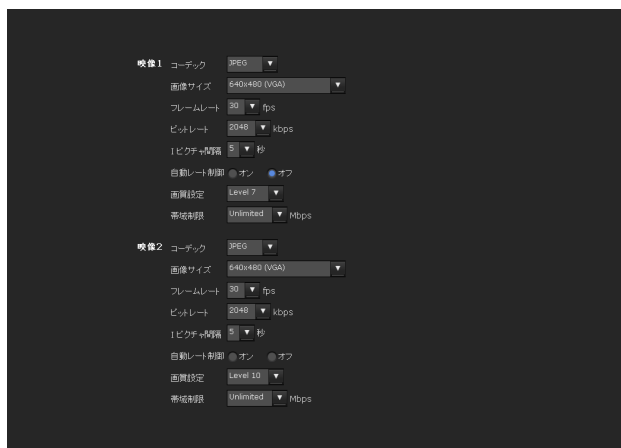 映像1 コーデック JPEG
画像サイズ 640x480 (VGA)
フレームレート 30 fps
ビットレート 2048 kbps
Iピクチャ間隔 5 秒
自動レート制御 オン オフ
画質設定 Level 7
帯域制限 Unlimited Mbps
映像2 コーデック JPEG
画像サイズ 640x480 (VGA)
フレームレート 30 fps
ビットレート 2048 kbps
Iピクチャ間隔 5 秒
自動レート制御 オン オフ
画質設定 Level 10
帯域制限 Unlimited Mbps